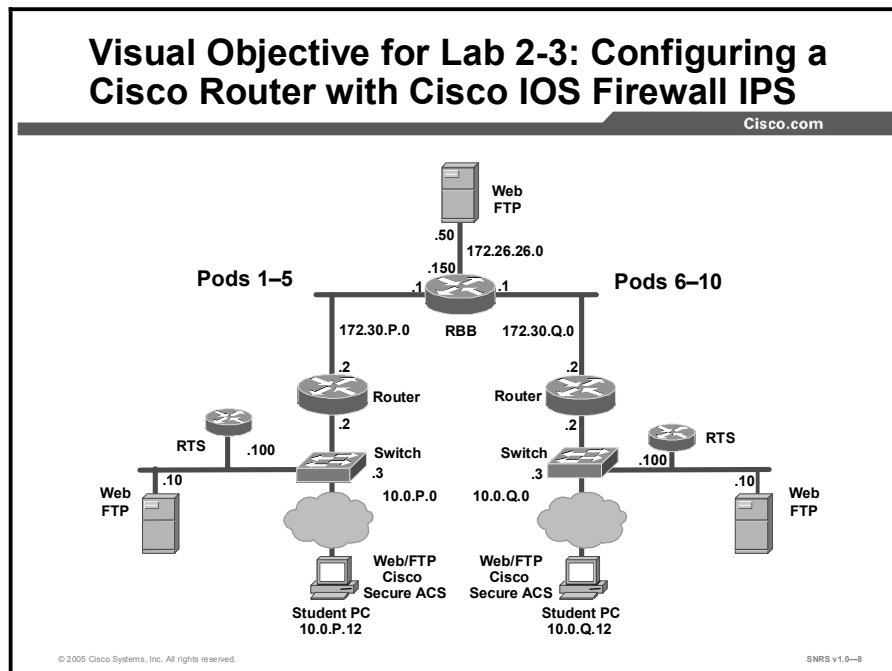 Visual Objective for Lab 2-3: Configuring a
Cisco Router with Cisco IOS Firewall IPS
Cisco.com
Web
FTP
.50
172.26.26.0
.150
Pods 1–5
.1
.1
Pods 6–10
172.30.P.0
RBB
172.30.Q.0
.2
.2
Router
Router
.2
.2
RTS
.100
Switch
Switch
RTS
.100
.10
.3
.3
.10
10.0.P.0
10.0.Q.0
Web
FTP
Web
FTP
Web/FTP
Cisco
Secure ACS
Web/FTP
Cisco
Secure ACS
Student PC
10.0.P.12
Student PC
10.0.Q.12
© 2005 Cisco Systems, Inc. All rights reserved.
SNRS v1.0—8